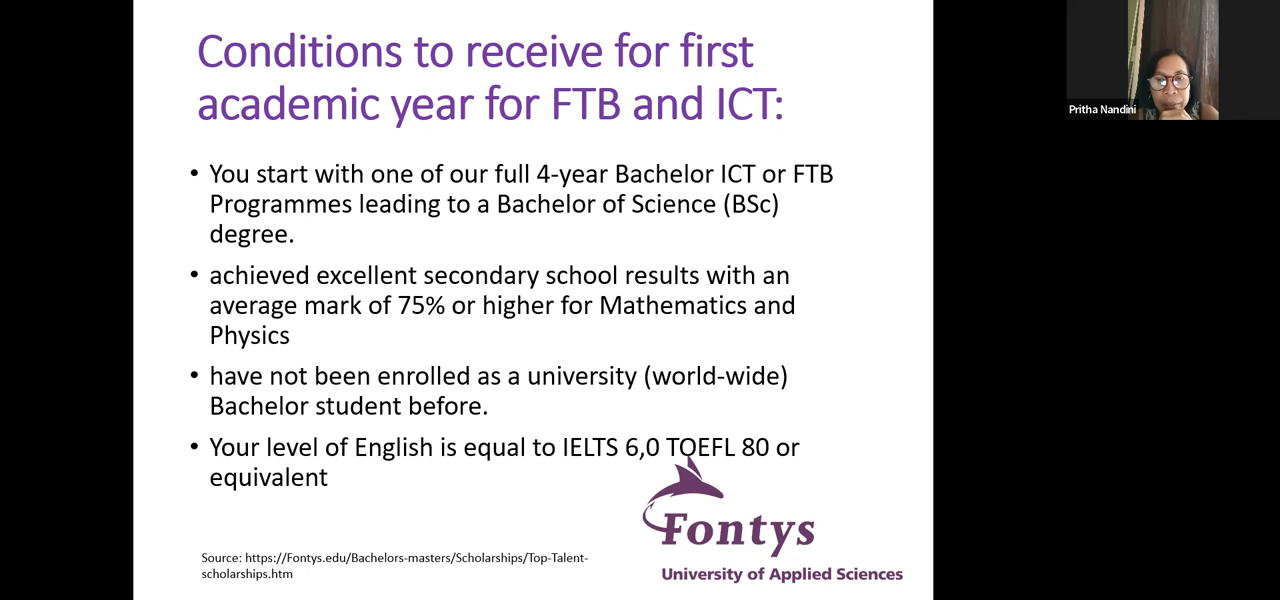 Conditions to receive for first
academic year for FTB and ICT:
• You start with one of our full 4-year Bachelor ICT or FTB
Programmes leading to a Bachelor of Science (BSc)
degree.
• achieved excellent secondary school results with an
average mark of 75% or higher for Mathematics and
Physics
• have not been enrolled as a university (world-wide)
Bachelor student before.
• Your level of English is equal to IELTS 6,0 TOEFL 80 or
equivalent
Fontys
University of Applied Sciences
Source: https://Fontys.edu/Bachelors-masters/Scholarships/Top-Talent-
scholarships.htm
Pritha Nandini